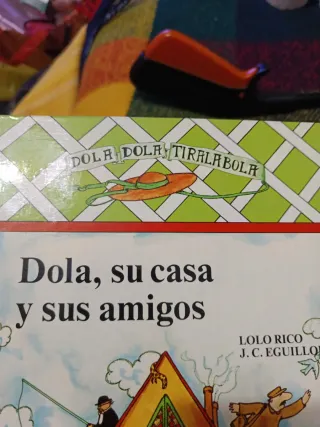 DOLA, DOLA, TIRALABOLA
Dola, su casa
y sus amigos
LOLO RICO
J. C. EGUILLO